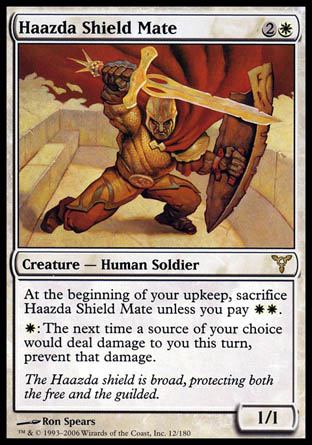 Haazda Shield Mate 2
Creature — Human Soldier
At the beginning of your upkeep, sacrifice
Haazda Shield Mate unless you pay
: The next time a source of your choice
would deal damage to you this turn,
prevent that damage.
The Haazda shield is broad, protecting both
the free and the guilded.
Ron Spears
™ & © 1993–2006 Wizards of the Coast, Inc. 12/180
1/1